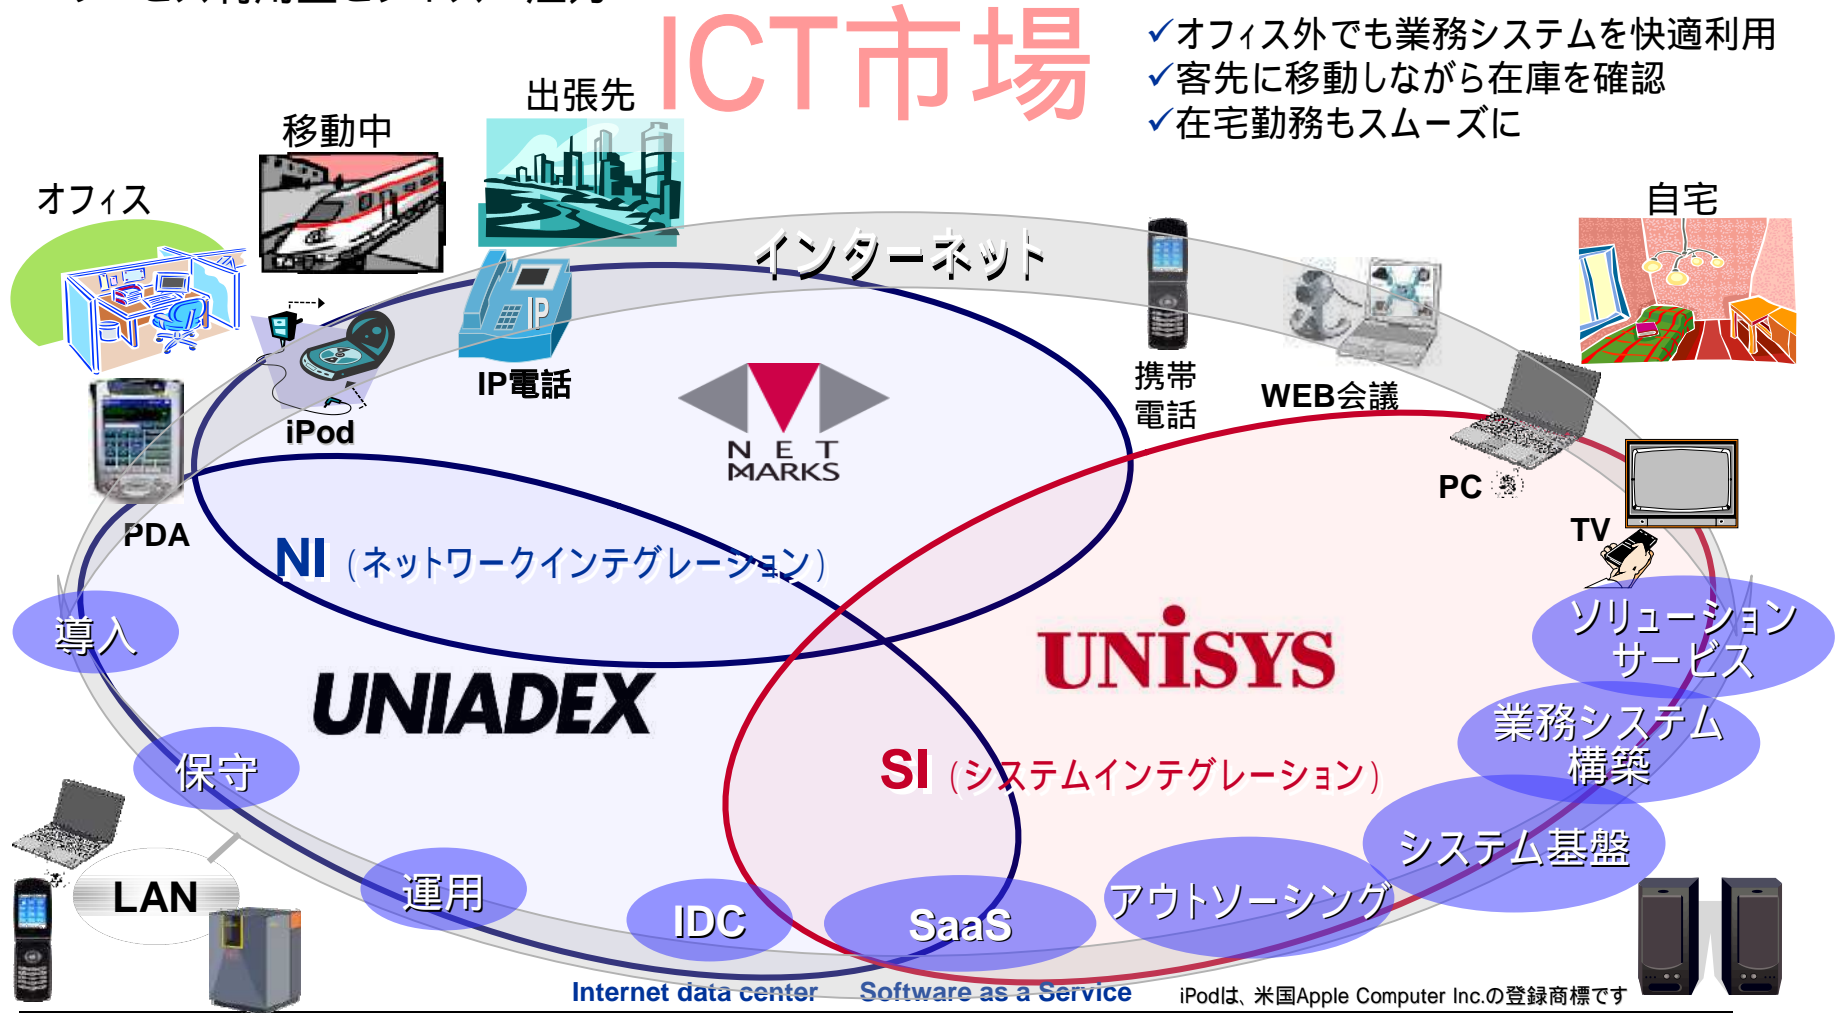 ICT市場
✓オフィス外でも業務システムを快適利用
✓客先に移動しながら在庫を確認
✓在宅勤務もスムーズに
出張先
移動中
オフィス
自宅
インターネット
IP
IP電話
iPod
PDA
携帯
電話
WEB会議
PC
TV
NET
MARKS
NI（ネットワークインテグレーション）
UNIADEX
UNISYS
SI（システムインテグレーション）
導入
保守
運用
IDC
SaaS
アウトソーシング
システム基盤
業務システム
構築
ソリューション
サービス
LAN
Internet data center
Software as a Service
iPodは、米国Apple Computer Inc.の登録商標です